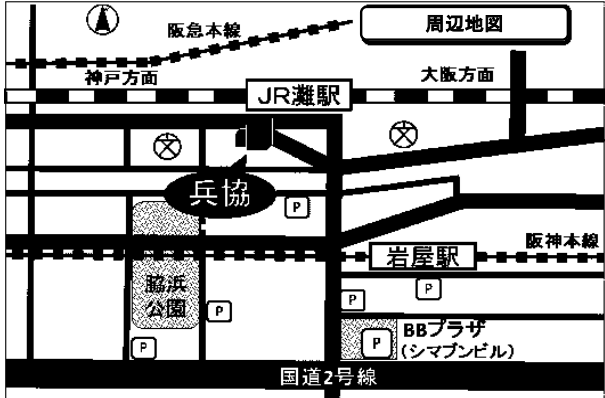 周辺地図
阪急本線
神戸方面
大阪方面
JR灘駅
文
文
兵協
P
阪神本線
岩屋駅
脇浜
公園
P
P
P
P
P
BBプラザ
(シマブンビル)
国道2号線